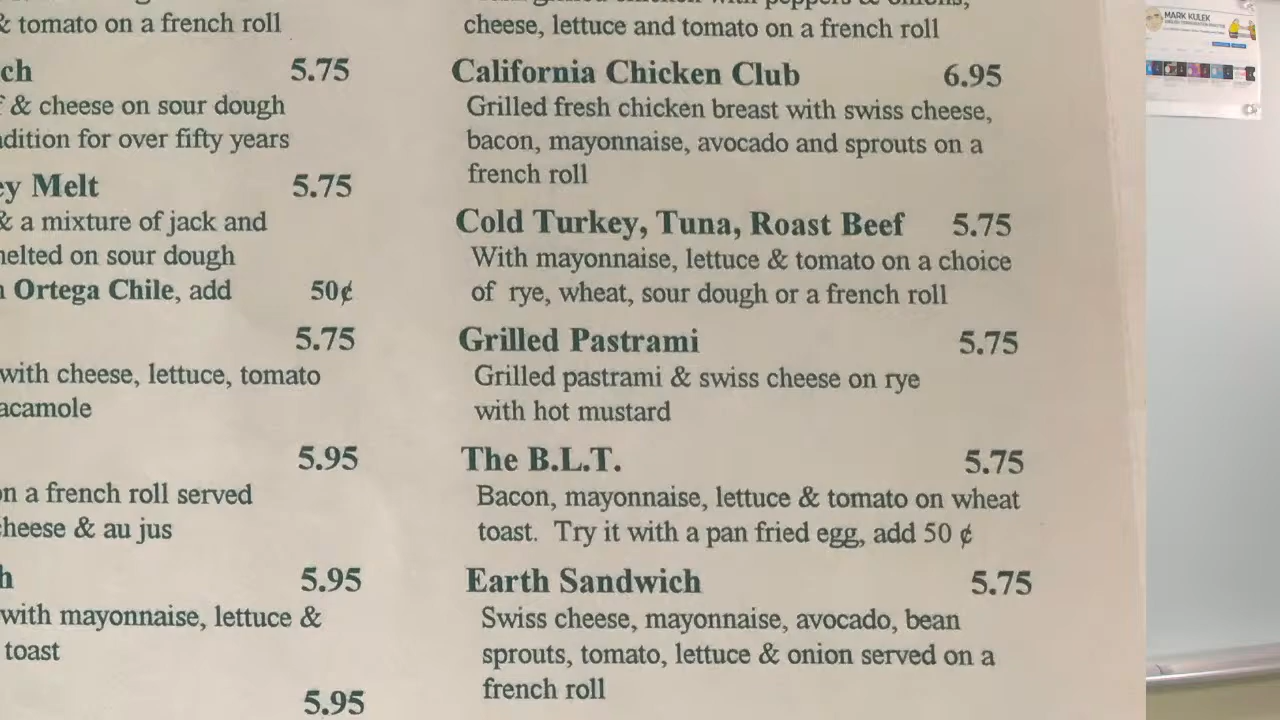 & tomato on a french roll
5.75
& cheese on sour dough
for over fifty years
Melt 5.75
& a mixture of jack and
on sour dough
Ortega Chile, add 50¢
5.75
with cheese, lettuce, tomato
5.95
on a french roll served
cheese & au jus
5.95
with mayonnaise, lettuce &
toast
5.95
cheese, lettuce and tomato on a french roll
California Chicken Club 6.95
Grilled fresh chicken breast with swiss cheese,
bacon, mayonnaise, avocado and sprouts on a
french roll
Cold Turkey, Tuna, Roast Beef 5.75
With mayonnaise, lettuce & tomato on a choice
of rye, wheat, sour dough or a french roll
Grilled Pastrami 5.75
Grilled pastrami & swiss cheese on rye
with hot mustard
The B.L.T. 5.75
Bacon, mayonnaise, lettuce & tomato on wheat
toast. Try it with a pan fried egg, add 50 ¢
Earth Sandwich 5.75
Swiss cheese, mayonnaise, avocado, bean
sprouts, tomato, lettuce & onion served on a
french roll
MARK KULEK